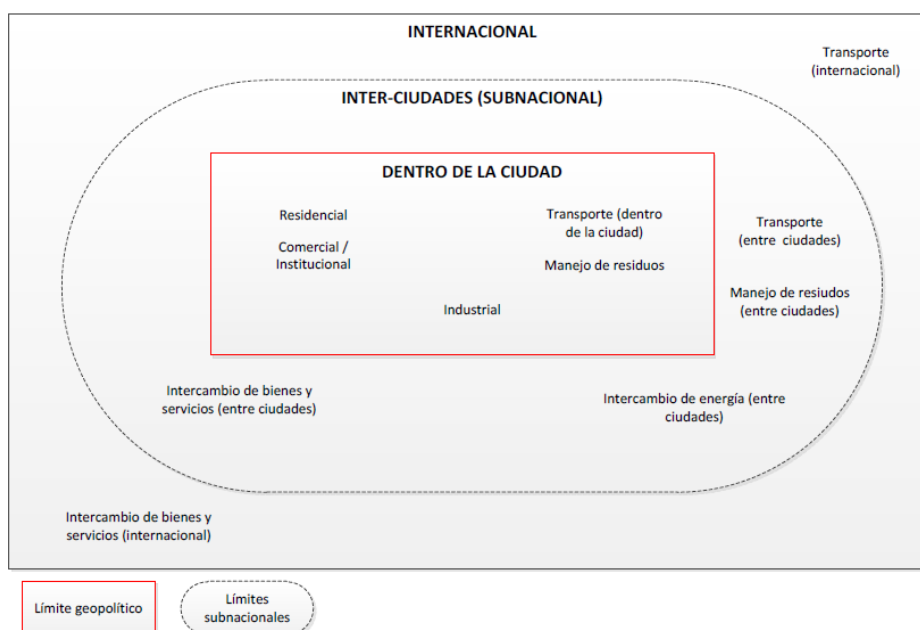 INTERNACIONAL
Transporte
(internacional)
INTER-CIUDADES (SUBNACIONAL)
DENTRO DE LA CIUDAD
Residencial
Comercial /
Institucional
Transporte (dentro
de la ciudad)
Manejo de residuos
Industrial
Transporte
(entre ciudades)
Manejo de resiudos
(entre ciudades)
Intercambio de bienes y
servicios (entre ciudades)
Intercambio de energía (entre
ciudades)
Intercambio de bienes y
servicios (internacional)
Límite geopolítico
Límites
subnacionales